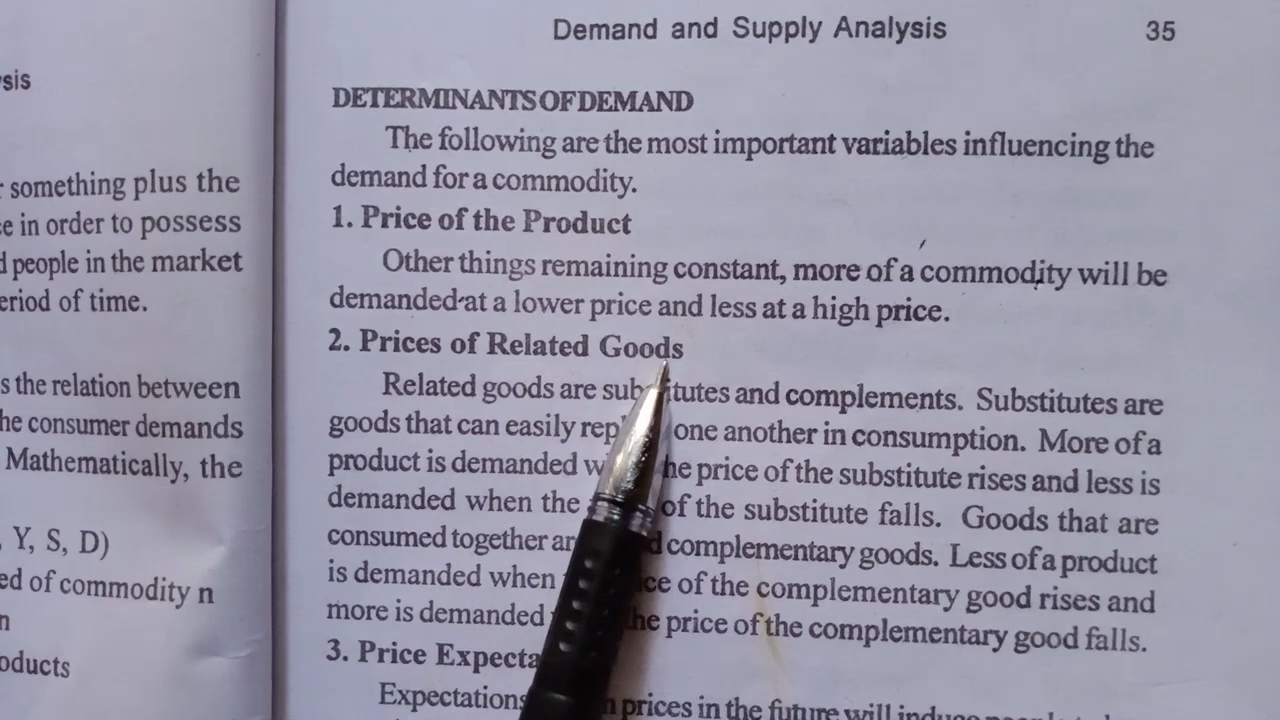 Demand and Supply Analysis 35
sis
something plus the
e in order to possess
d people in the market
eriod of time.
s the relation between
he consumer demands
Mathematically, the
, Y, S, D)
ed of commodity n
n
oducts
DETERMINANTS OF DEMAND
The following are the most important variables influencing the
demand for a commodity.
1. Price of the Product
Other things remaining constant, more of a commodity will be
demanded at a lower price and less at a high price.
2. Prices of Related Goods
Related goods are sub tutes and complements. Substitutes are
goods that can easily rep one another in consumption. More of a
product is demanded w he price of the substitute rises and less is
demanded when the of the substitute falls. Goods that are
consumed together ar d complementary goods. Less of a product
is demanded when ce of the complementary good rises and
more is demanded the price of the complementary good falls.
3. Price Expecta
Expectations prices in the future will induce